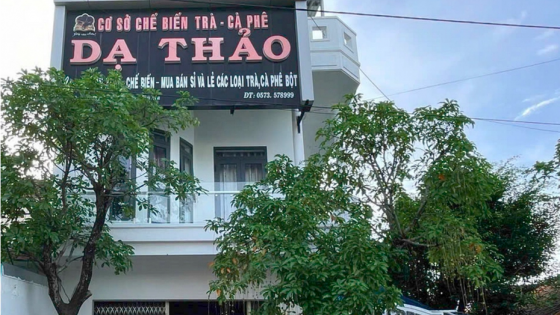 CƠ SỞ CHẾ BIẾN TRÀ - CÀ PHÊ
DẠ THẢO
CHẾ BIẾN - MUA BÁN SỈ VÀ LẺ CÁC LOẠI TRÀ, CÀ PHÊ BỘT
ĐT: 0573. 578999